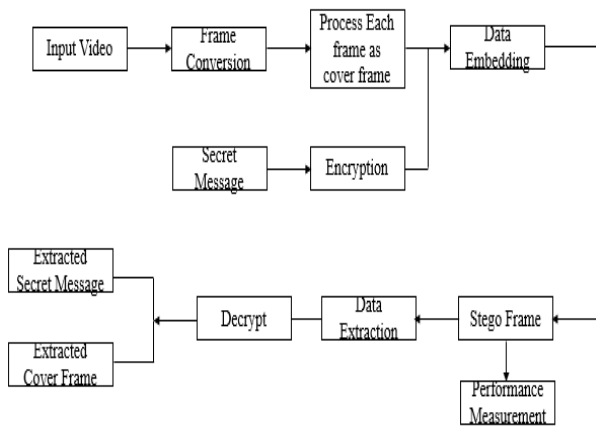 Input Video
Frame
Conversion
Process Each
frame as
cover frame
Data
Embedding
Secret
Message
Encryption
Extracted
Secret Message
Extracted
Cover Frame
Decrypt
Data
Extraction
Stego Frame
Performance
Measurement